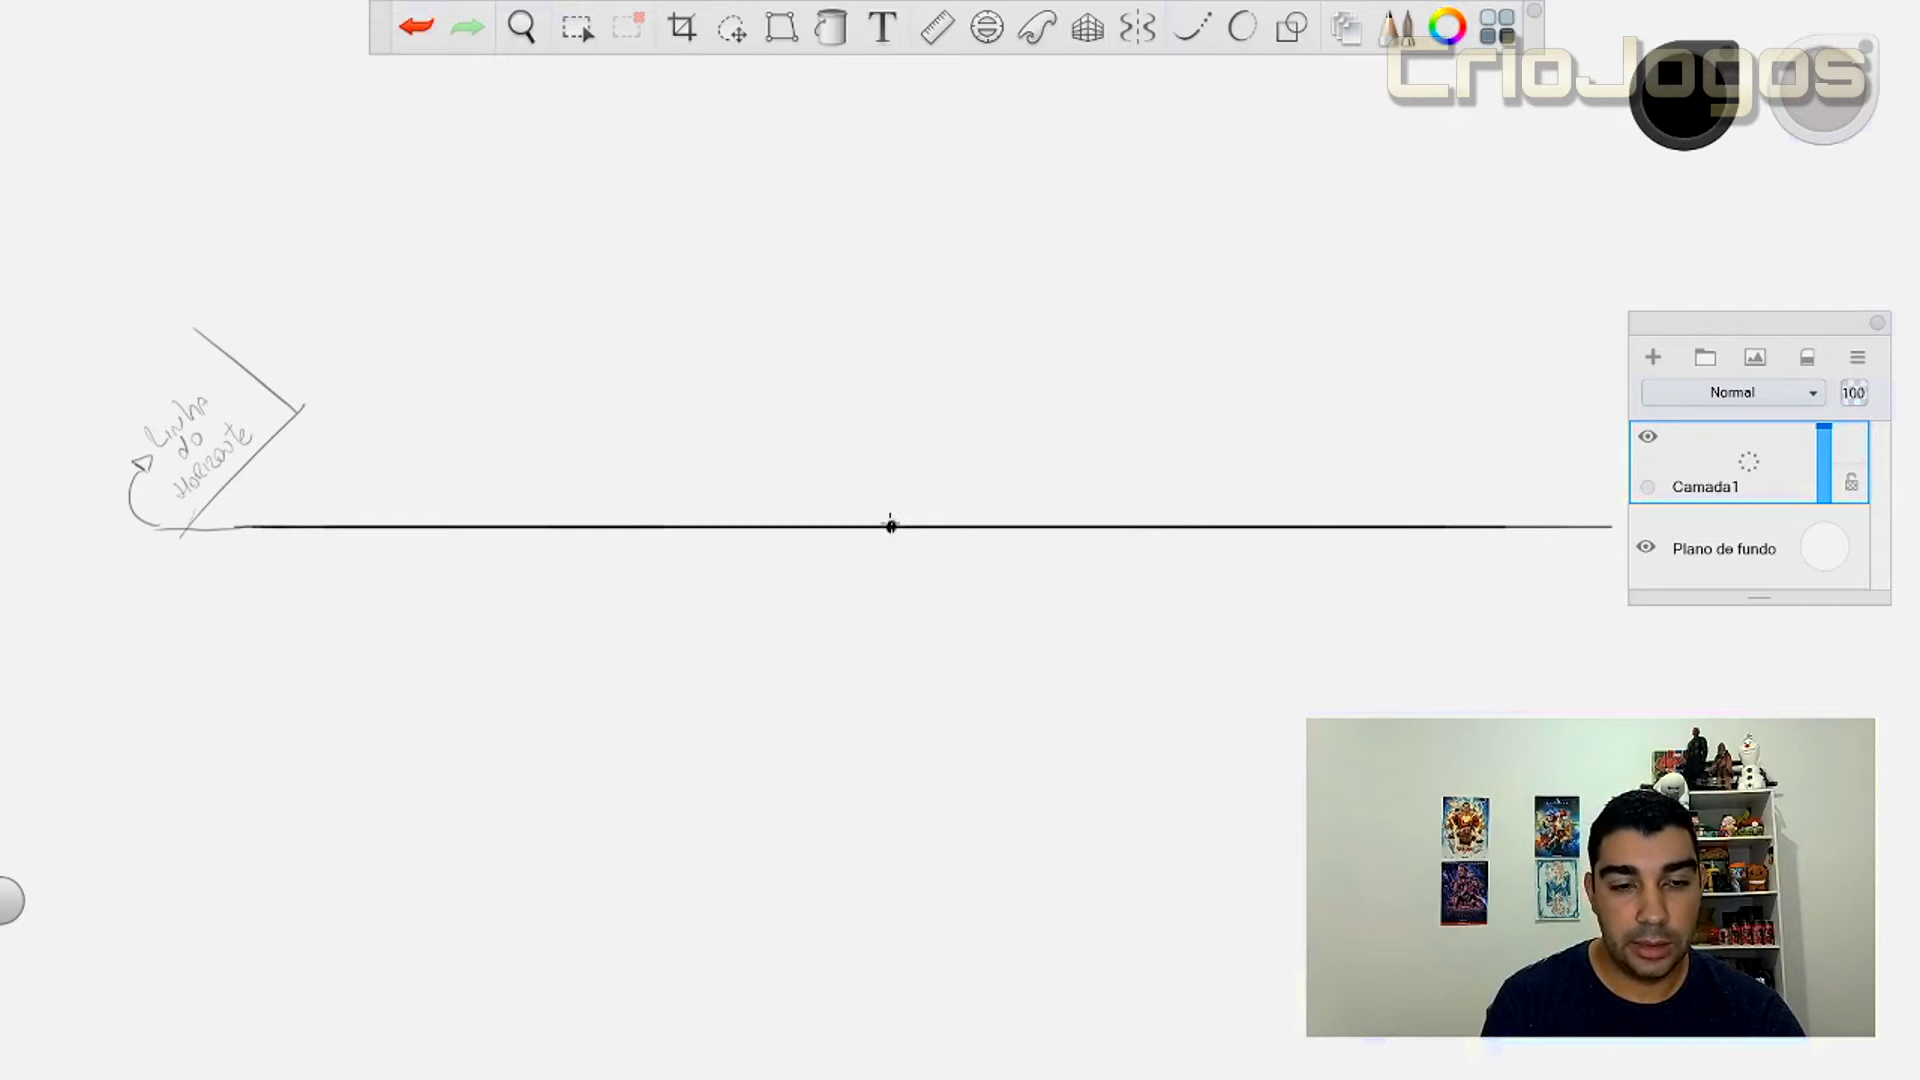 T
CrioJogos
Normal
100
Camada1
Plano de fundo
Linha
do
Horizonte